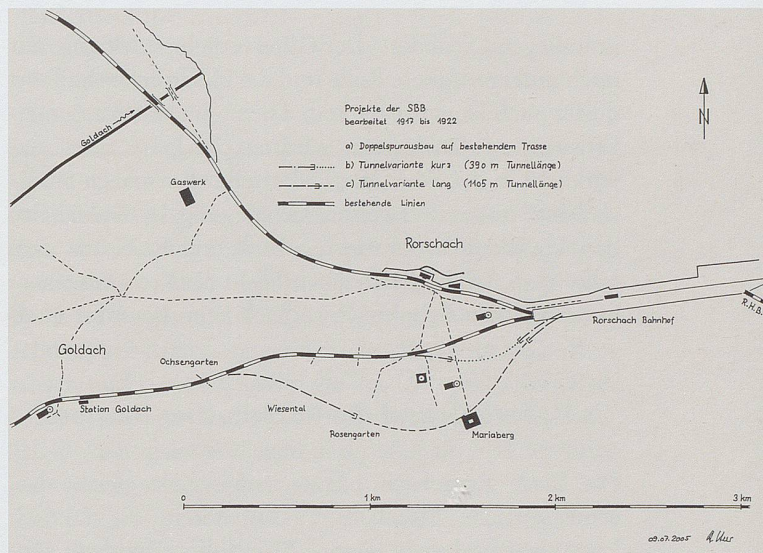 Projekte der SBB
bearbeitet 1917 bis 1922
a) Doppelspurausbau auf bestehendem Trasse
b) Tunnelvariante kurz (390 m Tunnellänge)
c) Tunnelvariante lang (1105 m Tunnellänge)
bestehende Linien
N
Goldach
Gaswerk
Rorschach
Rorschach Bahnhof
R.H.B.
Goldach
Ochsengarten
Station Goldach
Wiesental
Rosengarten
Mariaberg
0
1 km
2 km
3 km
09.07.2005